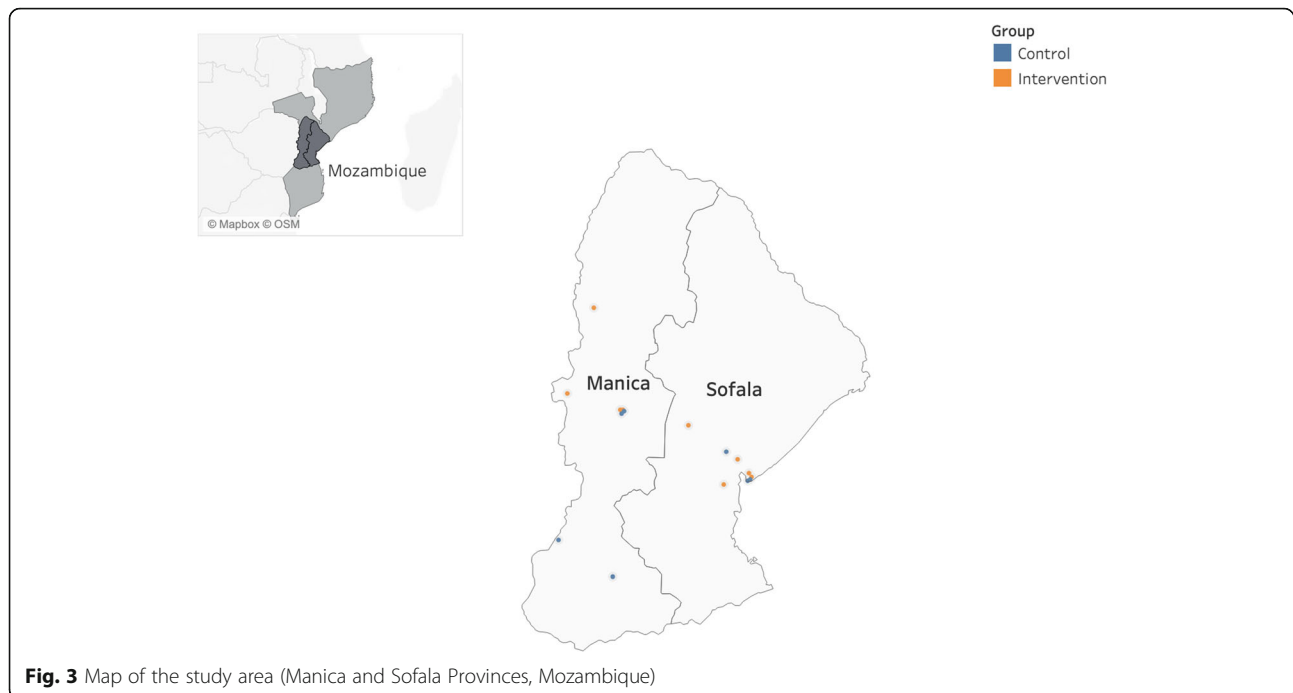 Group
Control
Intervention
Mozambique
© Mapbox © OSM
Manica
Sofala
Fig. 3 Map of the study area (Manica and Sofala Provinces, Mozambique)